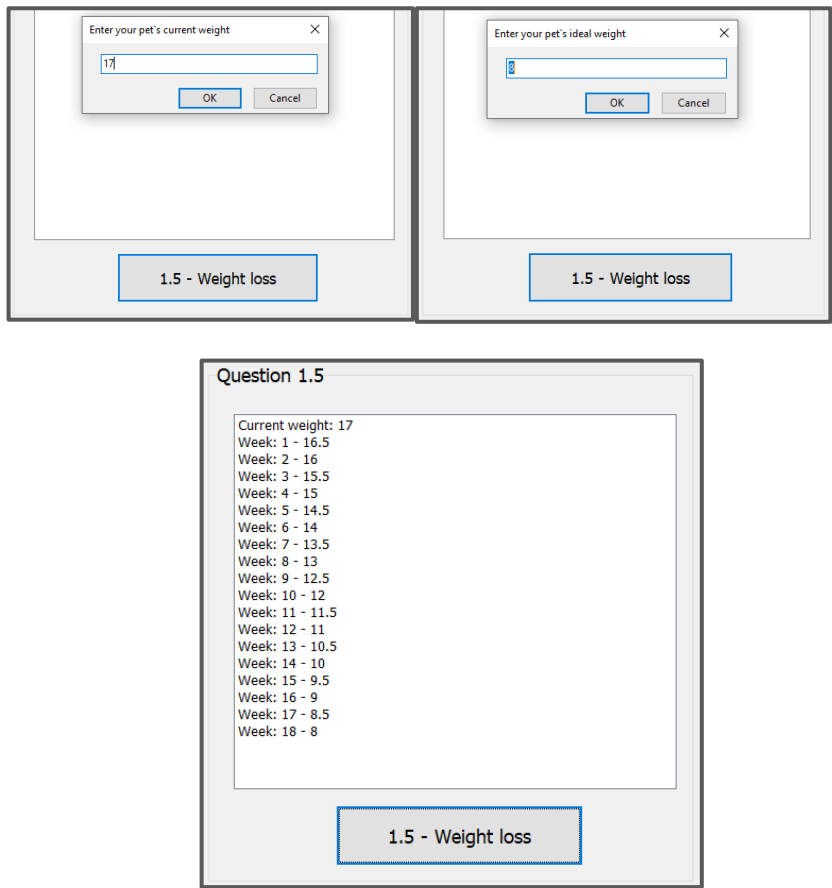 Enter your pet`s current weight
17
OK Cancel
1.5 - Weight loss
Enter your pet`s ideal weight
8
OK Cancel
1.5 - Weight loss
Question 1.5
Current weight: 17
Week: 1 - 16.5
Week: 2 - 16
Week: 3 - 15.5
Week: 4 - 15
Week: 5 - 14.5
Week: 6 - 14
Week: 7 - 13.5
Week: 8 - 13
Week: 9 - 12.5
Week: 10 - 12
Week: 11 - 11.5
Week: 12 - 11
Week: 13 - 10.5
Week: 14 - 10
Week: 15 - 9.5
Week: 16 - 9
Week: 17 - 8.5
Week: 18 - 8
1.5 - Weight loss